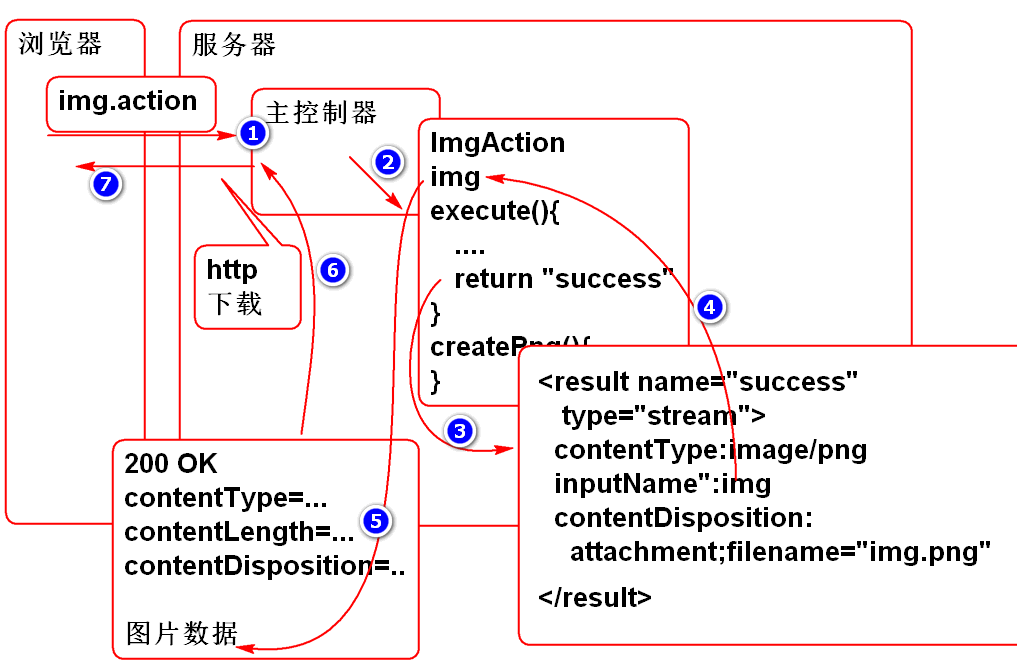 浏览器
服务器
img.action
主控制器
1
2
7
ImgAction
img
execute(){
....
return "success"
}
createPng(){
}
http
下载
6
4
<result name="success"
type="stream">
contentType:image/png
inputName":img
contentDisposition:
attachment;filename="img.png"
</result>
3
200 OK
contentType=...
contentLength=...
contentDisposition=..
5
图片数据